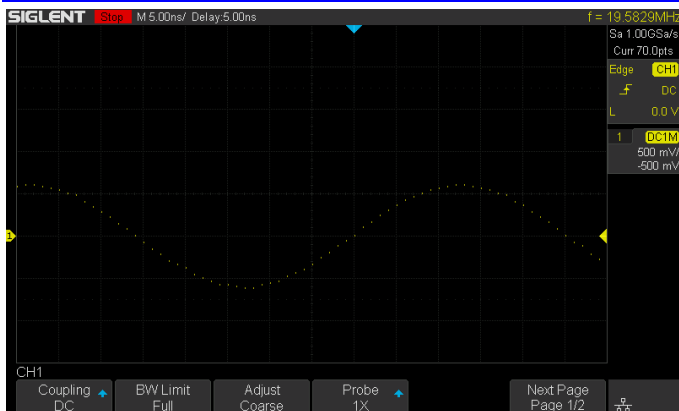 SIGLENT Stop M 5.00ns/ Delay:5.00ns f = 19.5829MHz
Sa 1.00GSa/s
Curr 70.0pts
Edge CH1
DC
L 0.0 V
1 DC1M
500 mV/
-500 mV
1
CH1
Coupling BW Limit Adjust Probe Next Page
DC Full Coarse 1X Page 1/2